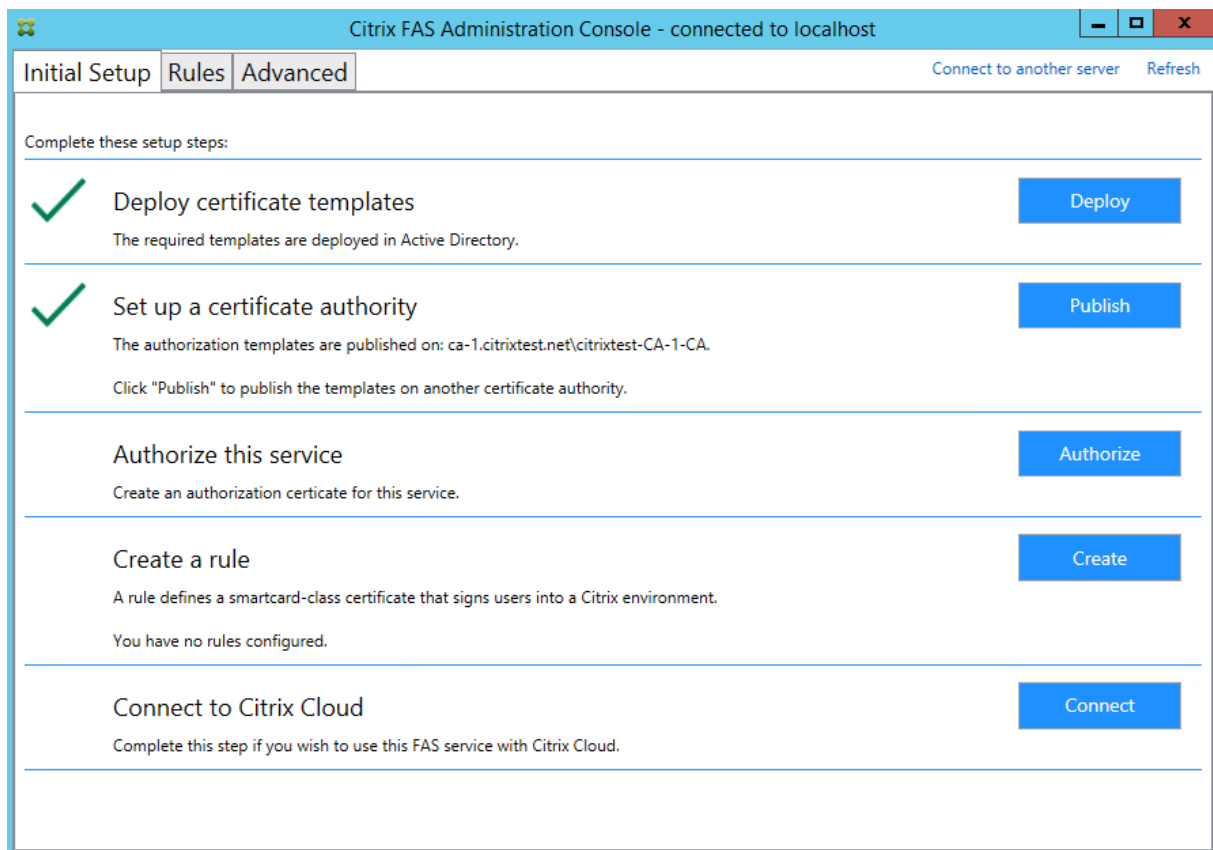 Citrix FAS Administration Console - connected to localhost
Initial Setup Rules Advanced Connect to another server Refresh
Complete these setup steps:
Deploy certificate templates Deploy
The required templates are deployed in Active Directory.
Set up a certificate authority Publish
The authorization templates are published on: ca-1.citrixtest.net\citrixtest-CA-1-CA.
Click "Publish" to publish the templates on another certificate authority.
Authorize this service Authorize
Create an authorization certicate for this service.
Create a rule Create
A rule defines a smartcard-class certificate that signs users into a Citrix environment.
You have no rules configured.
Connect to Citrix Cloud Connect
Complete this step if you wish to use this FAS service with Citrix Cloud.